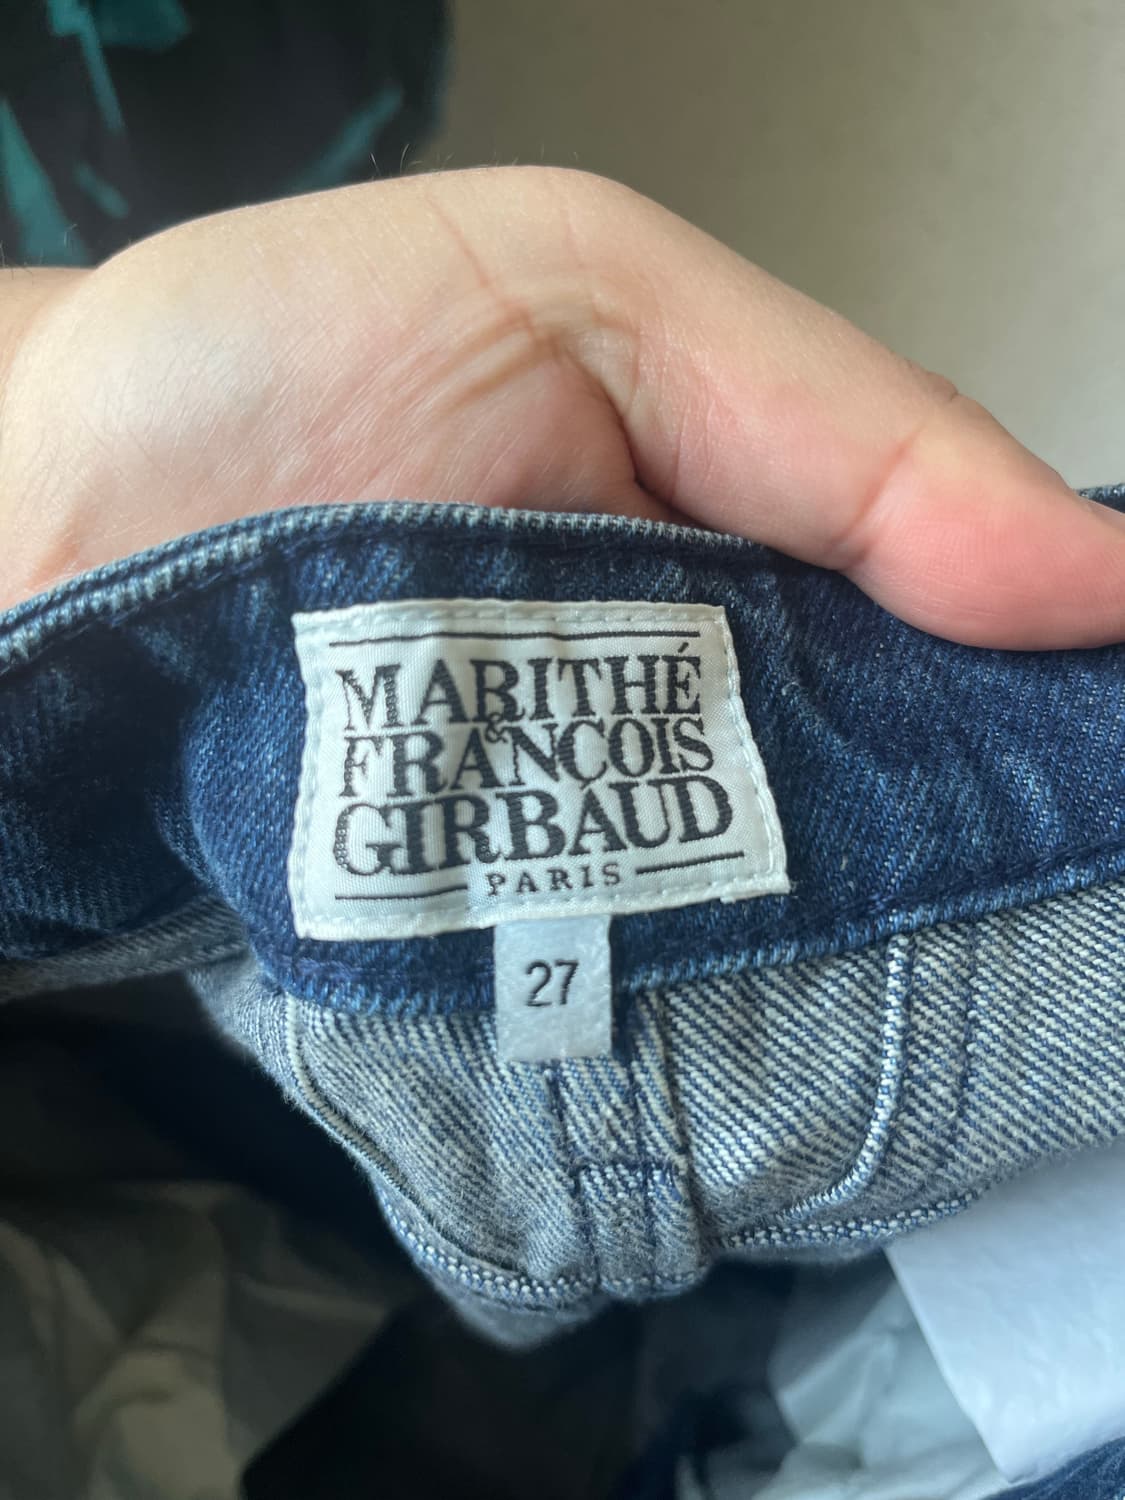 MARITHÉ
&
FRANÇOIS
GIRBAUD
PARIS
27